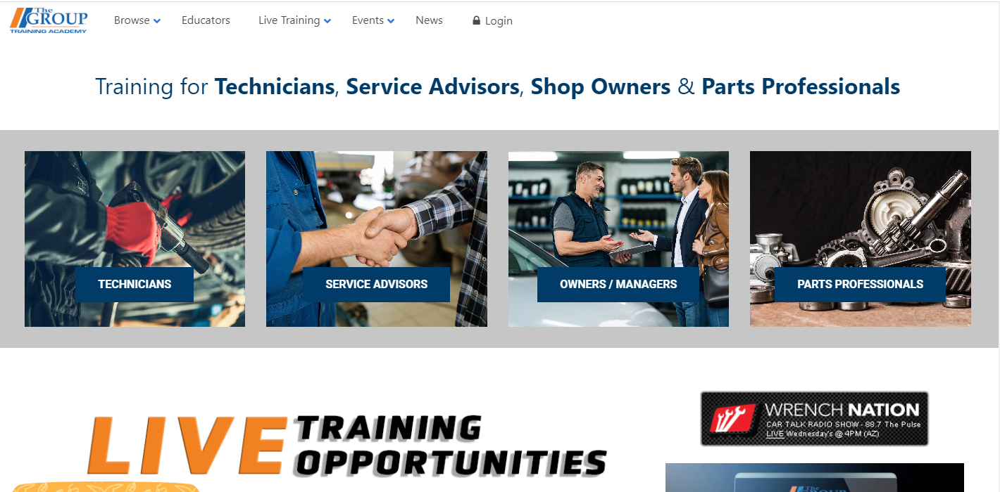 The
GROUP
TRAINING ACADEMY
Browse
Educators
Live Training
Events
News
Login
Training for Technicians, Service Advisors, Shop Owners & Parts Professionals
TECHNICIANS
SERVICE ADVISORS
OWNERS / MANAGERS
PARTS PROFESSIONALS
LIVE
TRAINING
OPPORTUNITIES
WRENCH NATION
CAR TALK RADIO SHOW - 88.7 The Pulse
LIVE Wednesday's @ 4PM (AZ)
The
GROUP